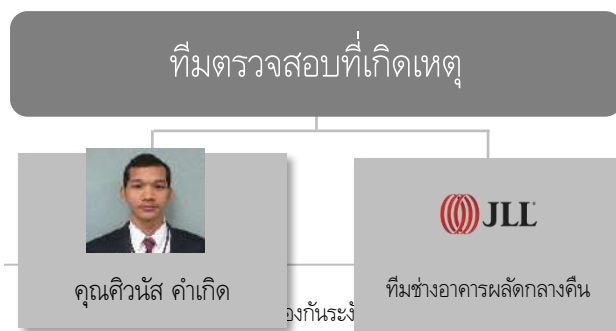 ทีมตรวจสอบที่เกิดเหตุ
JLL
คุณศิวนัส คำเกิด
ทีมช่างอาคารผลัดกลางคืน